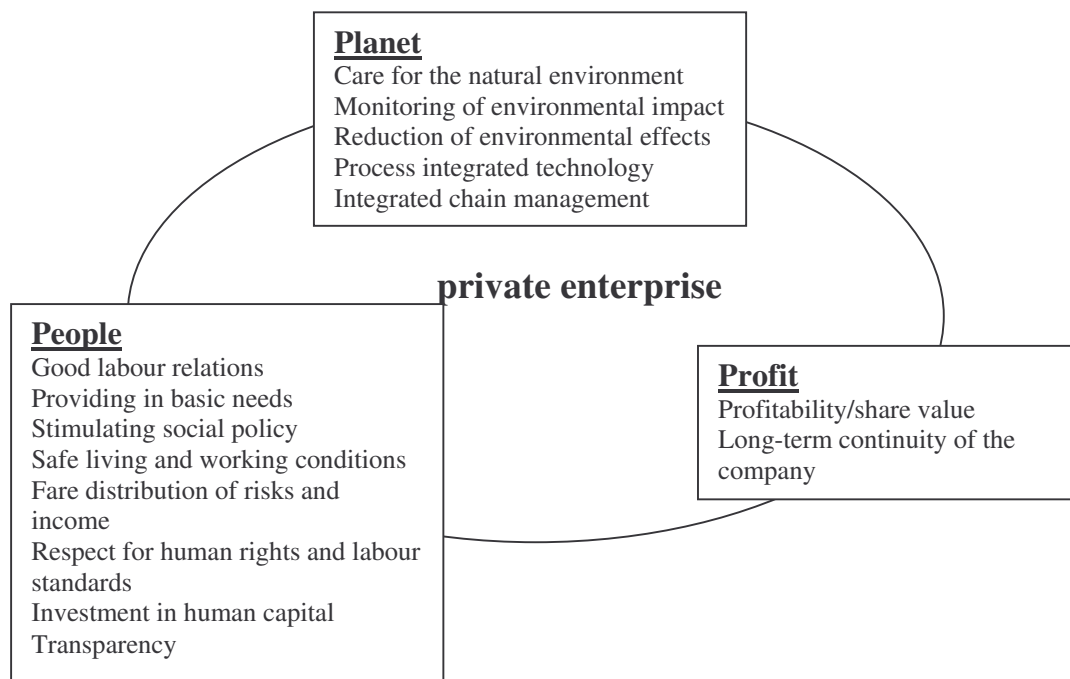 Planet
Care for the natural environment
Monitoring of environmental impact
Reduction of environmental effects
Process integrated technology
Integrated chain management
private enterprise
People
Good labour relations
Providing in basic needs
Stimulating social policy
Safe living and working conditions
Fare distribution of risks and
income
Respect for human rights and labour
standards
Investment in human capital
Transparency
Profit
Profitability/share value
Long-term continuity of the
company